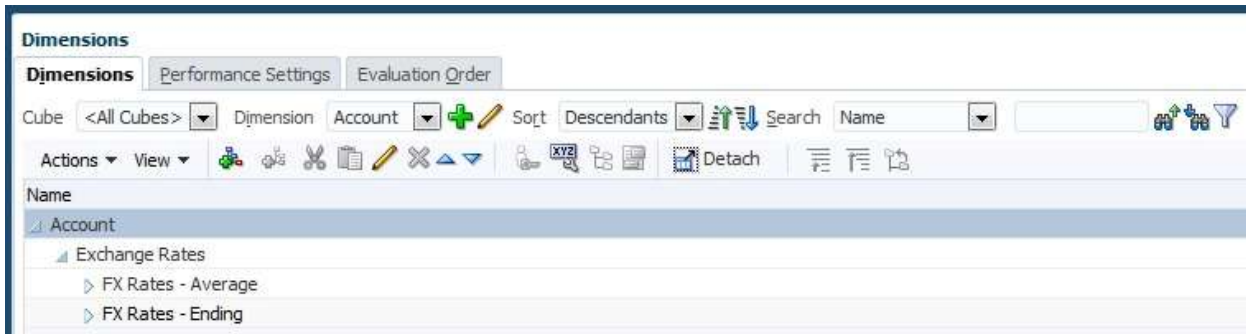 Dimensions
Dimensions Performance Settings Evaluation Order
Cube <All Cubes> Dimension Account Sort Descendants Search Name
Actions View XYZ Detach
Name
Account
Exchange Rates
FX Rates - Average
FX Rates - Ending